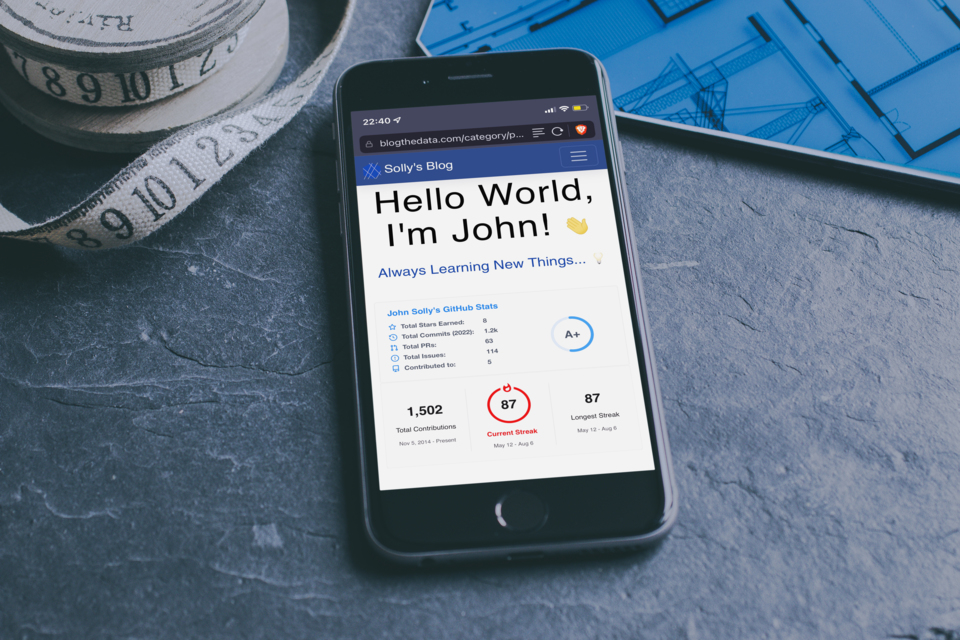 River
7 8 9 10 1 2
8 9 10 11 1 2 3 4
22:40
blogthedata.com/category/p...
Solly's Blog
Hello World,
I'm John! 👋
Always Learning New Things... 💡
John Solly's GitHub Stats
Total Stars Earned: 8
Total Commits (2022): 1.2k
Total PRs: 63
Total Issues: 114
Contributed to: 5
A+
1,502
Total Contributions
Nov 5, 2014 - Present
87
Current Streak
May 12 - Aug 6
87
Longest Streak
May 12 - Aug 6